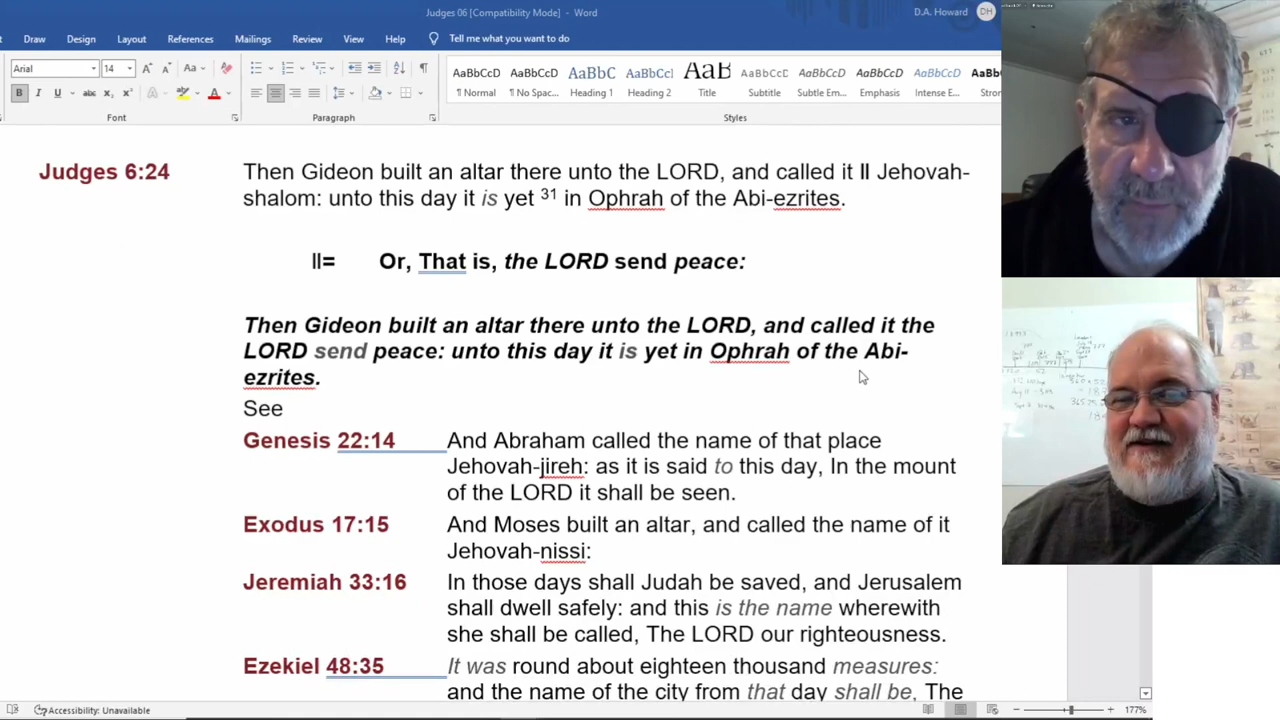 Judges 06 [Compatibility Mode] - Word
D.A. Howard
DH
Draw Design Layout References Mailings Review View Help Tell me what you want to do
Arial 14 Aa
B I U abc x₂ x² A ab A
AaBbCcD AaBbCcD AaBbC AaBbCcl AaB AaBbCcD AaBbCcD AaBbCcD AaBbCcD AaBb
¶ Normal ¶ No Spac... Heading 1 Heading 2 Title Subtitle Subtle Em... Emphasis Intense E... Stron
Font Paragraph Styles
Judges 6:24 Then Gideon built an altar there unto the LORD, and called it ǁ Jehovah-
shalom: unto this day it is yet 31 in Ophrah of the Abi-ezrites.
ǁ= Or, That is, the LORD send peace:
Then Gideon built an altar there unto the LORD, and called it the
LORD send peace: unto this day it is yet in Ophrah of the Abi-
ezrites.
See
Genesis 22:14 And Abraham called the name of that place
Jehovah-jireh: as it is said to this day, In the mount
of the LORD it shall be seen.
Exodus 17:15 And Moses built an altar, and called the name of it
Jehovah-nissi:
Jeremiah 33:16 In those days shall Judah be saved, and Jerusalem
shall dwell safely: and this is the name wherewith
she shall be called, The LORD our righteousness.
Ezekiel 48:35 It was round about eighteen thousand measures:
and the name of the city from that day shall be, The
Accessibility: Unavailable
177%